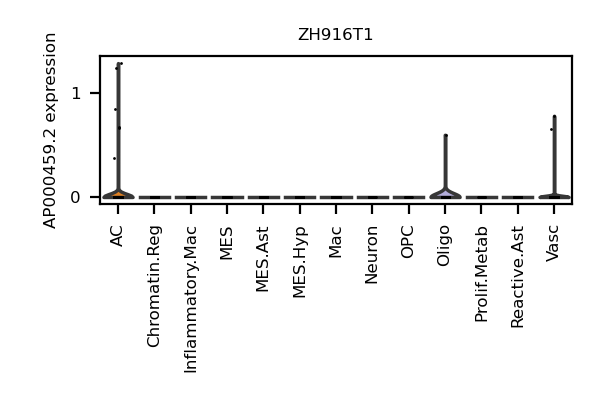 ZH916T1
AP000459.2 expression
1
0
AC
Chromatin.Reg
Inflammatory.Mac
MES
MES.Ast
MES.Hyp
Mac
Neuron
OPC
Oligo
Prolif.Metab
Reactive.Ast
Vasc